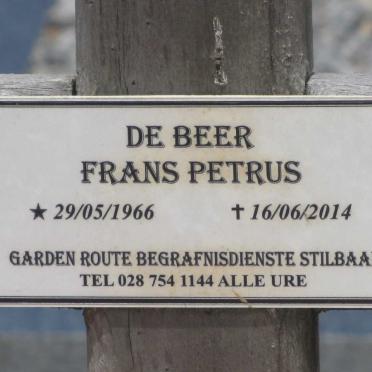 DE BEER
FRANS PETRUS
★ 29/05/1966 ✝ 16/06/2014
GARDEN ROUTE BEGRAFNISDIENSTE STILBAA
TEL 028 754 1144 ALLE URE